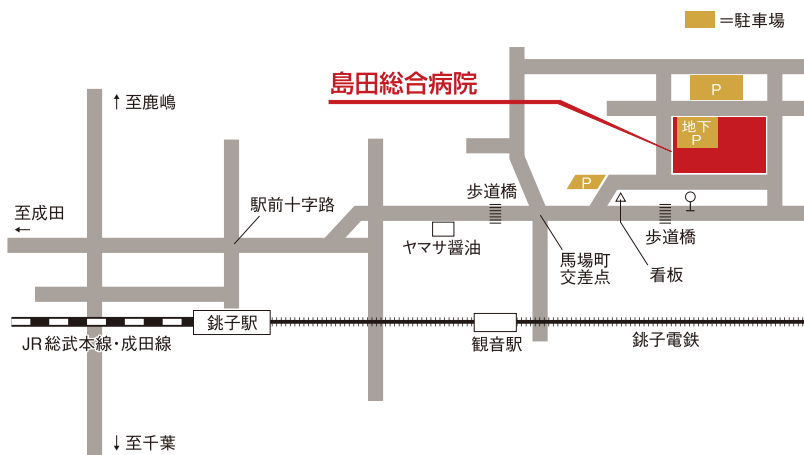 ＝駐車場
島田総合病院
P
地下
P
↑至鹿嶋
P
歩道橋
駅前十字路
至成田
←
ヤマサ醤油
歩道橋
馬場町
交差点
看板
銚子駅
JR総武本線・成田線
観音駅
銚子電鉄
↓至千葉